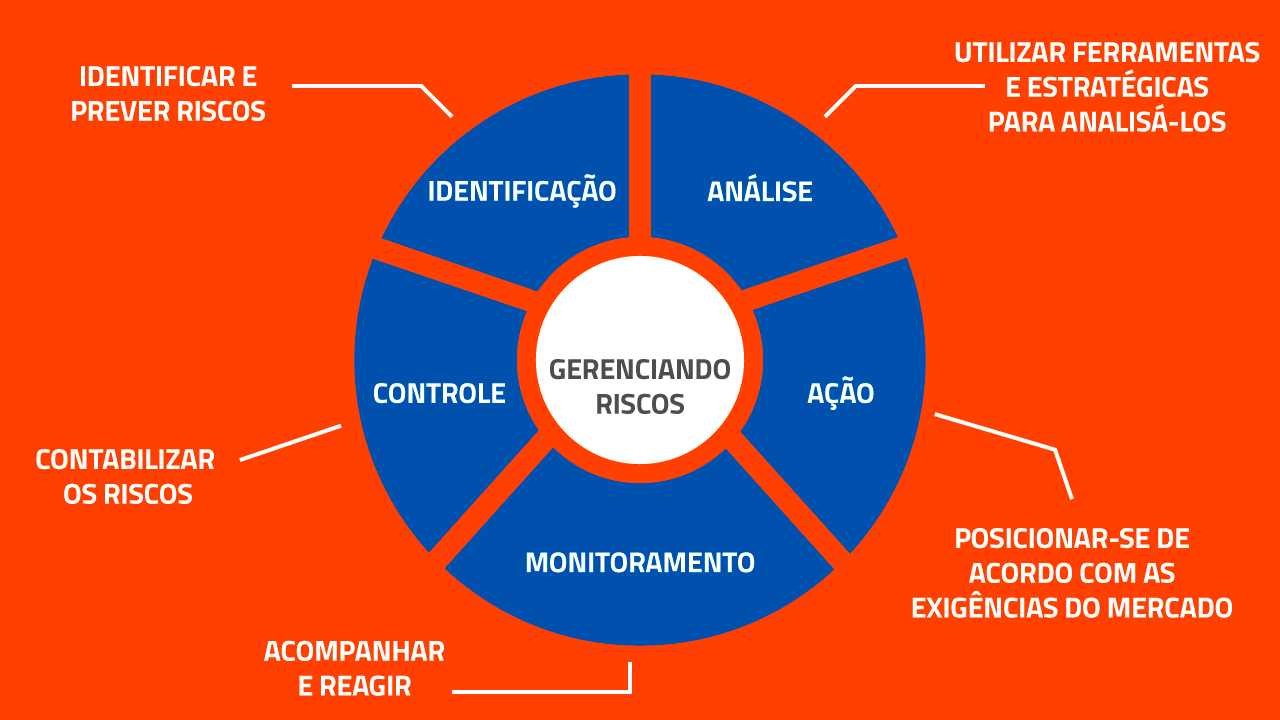 IDENTIFICAR E
PREVER RISCOS
UTILIZAR FERRAMENTAS
E ESTRATÉGICAS
PARA ANALISÁ-LOS
IDENTIFICAÇÃO
ANÁLISE
GERENCIANDO
RISCOS
CONTROLE
AÇÃO
CONTABILIZAR
OS RISCOS
MONITORAMENTO
POSICIONAR-SE DE
ACORDO COM AS
EXIGÊNCIAS DO MERCADO
ACOMPANHAR
E REAGIR